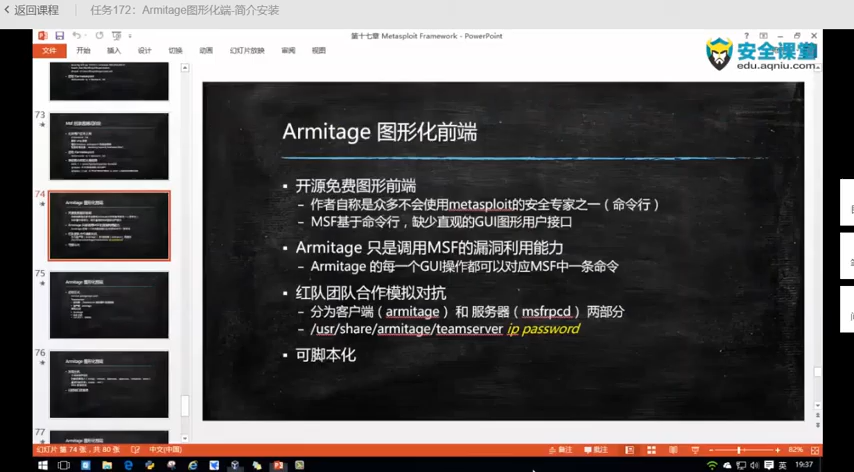 返回课程
任务172：Armitage图形化端-简介安装
第十七章 Metasploit Framework - PowerPoint
文件 开始 插入 设计 切换 动画 幻灯片放映 审阅 视图
安全课堂
edu.aqniu.com
73
74
75
76
77
Armitage 图形化前端
Armitage 图形化前端
▪ 开源免费图形前端
– 作者自称是众多不会使用metasploit的安全专家之一（命令行）
– MSF基于命令行，缺少直观的GUI图形用户接口
▪ Armitage 只是调用MSF的漏洞利用能力
– Armitage 的每一个GUI操作都可以对应MSF中一条命令
▪ 红队团队合作模拟对抗
– 分为客户端（armitage）和 服务器（msfrpcd）两部分
– /usr/share/armitage/teamserver ip password
▪ 可脚本化
幻灯片 第 74 张，共 80 张 中文(中国) 备注 批注 82%
英 19:37